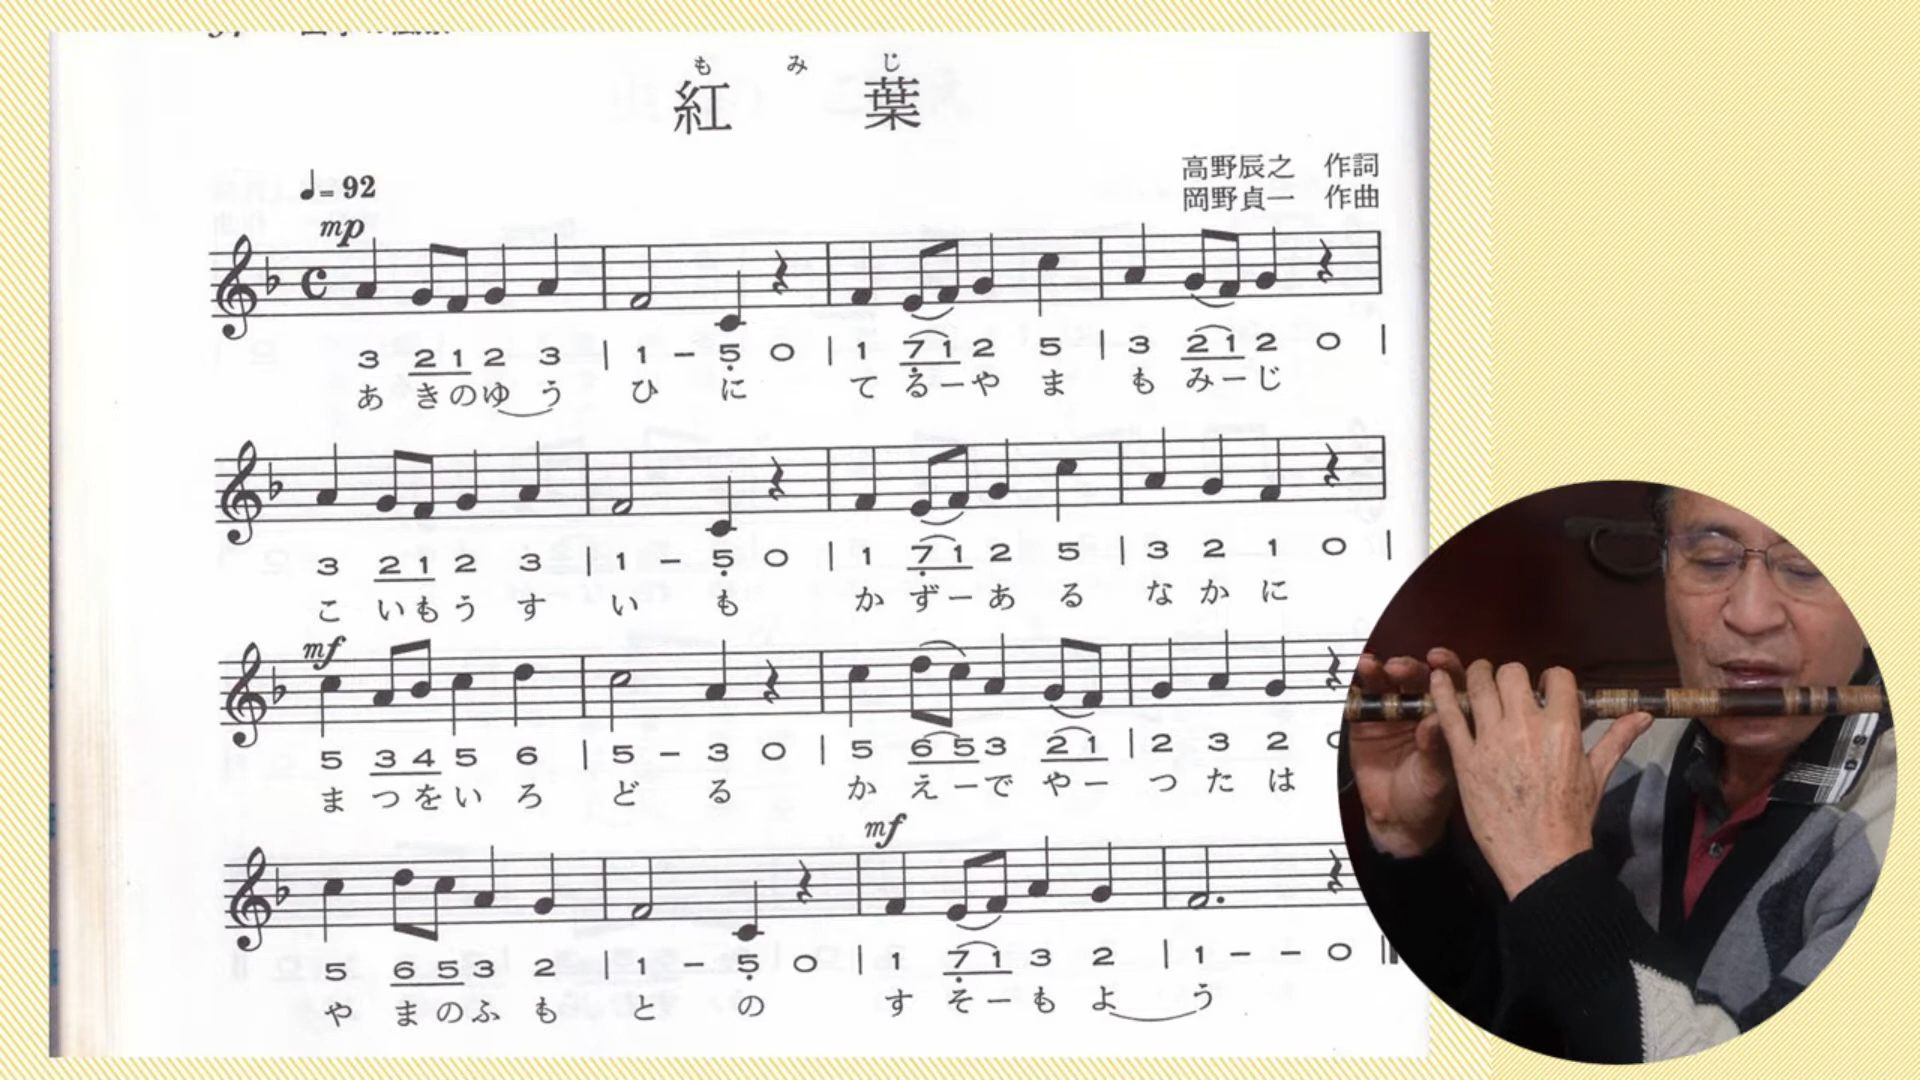 も み じ
紅 葉
高野辰之 作詞
岡野貞一 作曲
♩= 92
mp
3 2 1 2 3 | 1 − 5 0 | 1 7 1 2 5 | 3 2 1 2 0 |
あ きのゆ う ひ に て るーや ま も みーじ
3 2 1 2 3 | 1 − 5 0 | 1 7 1 2 5 | 3 2 1 0 |
こ いもう す い も か ずーあ る な か に
mf
5 3 4 5 6 | 5 − 3 0 | 5 6 5 3 2 1 | 2 3 2
ま つをい ろ ど る か えーで やー つ た は
mf
5 6 5 3 2 | 1 − 5 0 | 1 7 1 3 2 | 1 − − 0
や まのふ も と の す そーも よ う